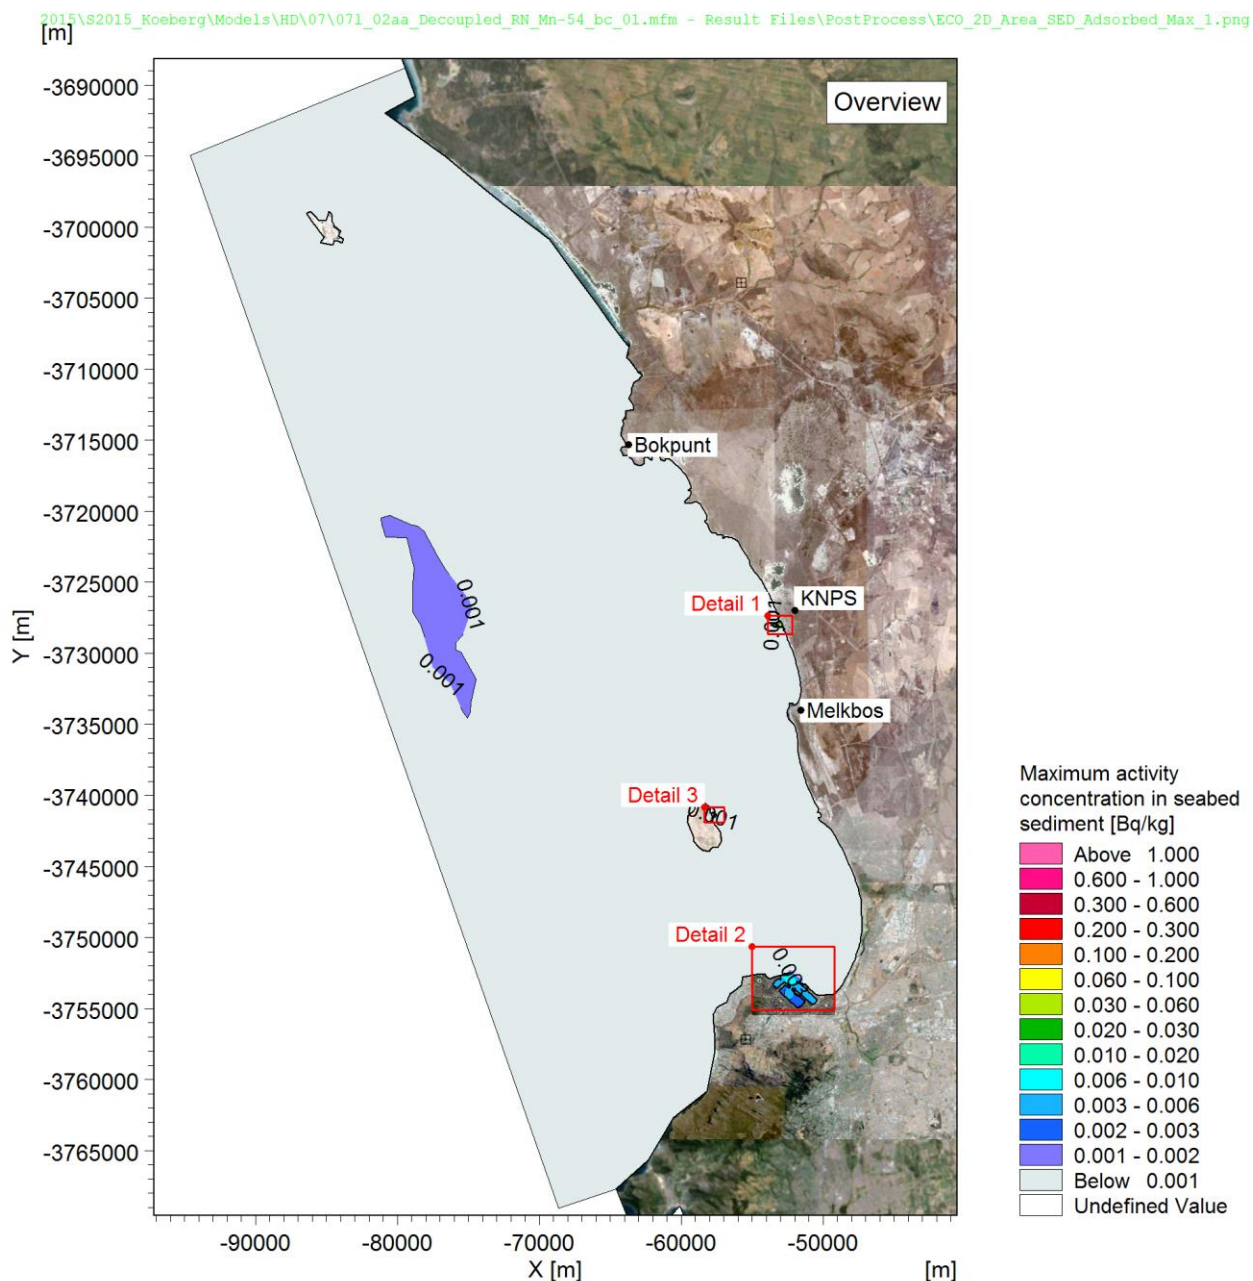 2015\S2015_Koeberg\Models\HD\07\071_02aa_Decoupled_RN_Mn-54_bc_01.mfm - Result Files\PostProcess\ECO_2D_Area_SED_Adsorbed_Max_1.png
[m]
Overview
-3690000
-3695000
-3700000
-3705000
-3710000
Bokpunt
-3715000
-3720000
0.001
-3725000
Detail 1
KNPS
0.001
Y [m]
-3730000
0.001
Melkbos
-3735000
-3740000
Detail 3
0.001
-3745000
-3750000
Detail 2
-3755000
-3760000
-3765000
-90000
-80000
-70000
-60000
-50000
X [m]
[m]
Maximum activity
concentration in seabed
sediment [Bq/kg]
Above 1.000
0.600 - 1.000
0.300 - 0.600
0.200 - 0.300
0.100 - 0.200
0.060 - 0.100
0.030 - 0.060
0.020 - 0.030
0.010 - 0.020
0.006 - 0.010
0.003 - 0.006
0.002 - 0.003
0.001 - 0.002
Below 0.001
Undefined Value